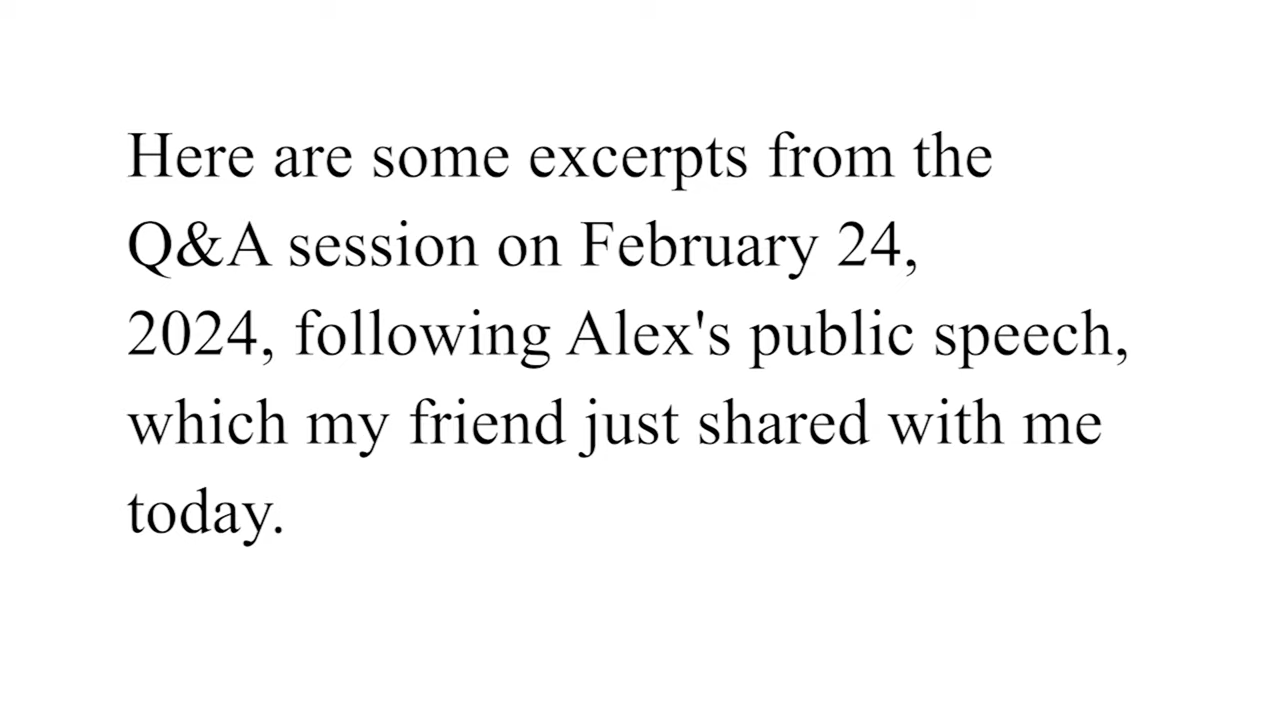 Here are some excerpts from the
Q&A session on February 24,
2024, following Alex's public speech,
which my friend just shared with me
today.